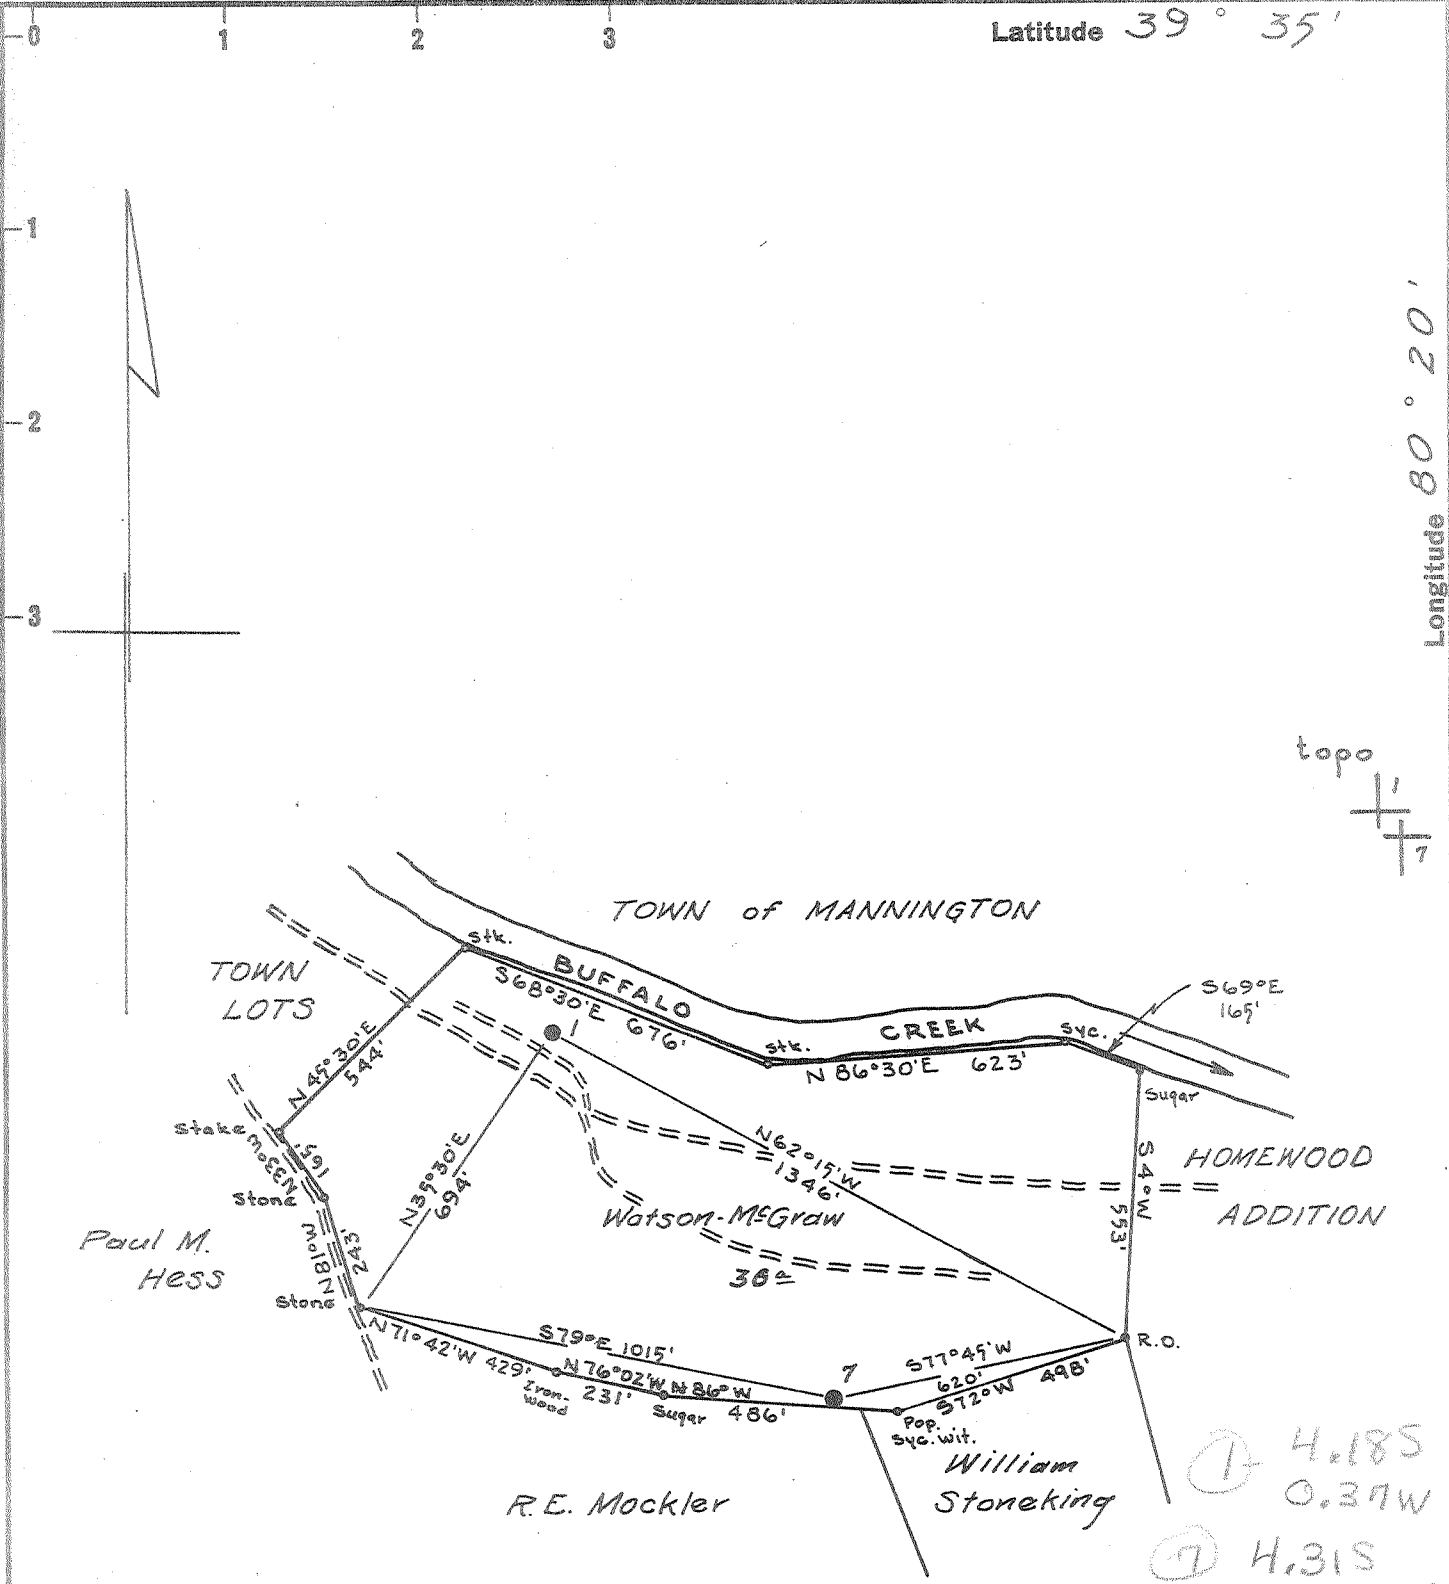 0 1 2 3
Latitude 39° 35'
1
2
3
Longitude 80° 20'
topo
1
7
TOWN of MANNINGTON
TOWN
LOTS
stk.
BUFFALO
S68°30'E 676'
stk.
CREEK
N 86°30'E 623'
syc.
S69°E
165'
Sugar
1
N 45°30'E
544'
Stake
N33°W
165'
Stone
N18°W
243'
Stone
N35°30'E
694'
N62°15'W
1346'
S4°W
553'
HOMEWOOD
ADDITION
Paul M.
Hess
Watson-McGraw
38a
N71°42'W 429'
Iron-
wood
S79°E 1015'
N76°02'W
231'
Sugar
N86°W
486'
7
S77°45'W
620'
S72°W 498'
R.O.
Pop.
Syc. wit.
William
Stoneking
R.E. Mockler
1 4.18S
0.37W
7 4.31S